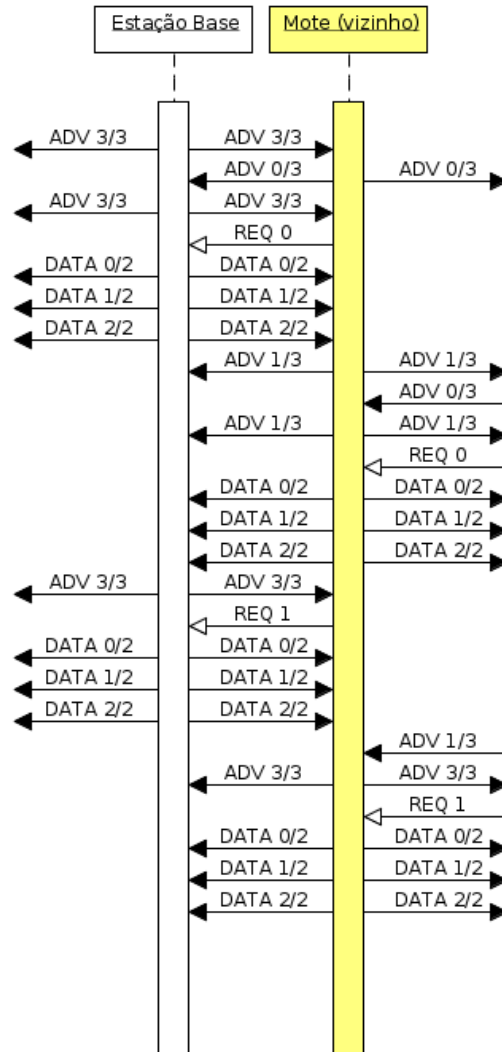 Estação Base Mote (vizinho)
ADV 3/3 ADV 3/3
ADV 0/3 ADV 0/3
ADV 3/3 ADV 3/3
REQ 0
DATA 0/2 DATA 0/2
DATA 1/2 DATA 1/2
DATA 2/2 DATA 2/2
ADV 1/3 ADV 1/3
ADV 0/3
ADV 1/3 ADV 1/3
REQ 0
DATA 0/2 DATA 0/2
DATA 1/2 DATA 1/2
DATA 2/2 DATA 2/2
ADV 3/3 ADV 3/3
REQ 1
DATA 0/2 DATA 0/2
DATA 1/2 DATA 1/2
DATA 2/2 DATA 2/2
ADV 1/3
ADV 3/3 ADV 3/3
REQ 1
DATA 0/2 DATA 0/2
DATA 1/2 DATA 1/2
DATA 2/2 DATA 2/2